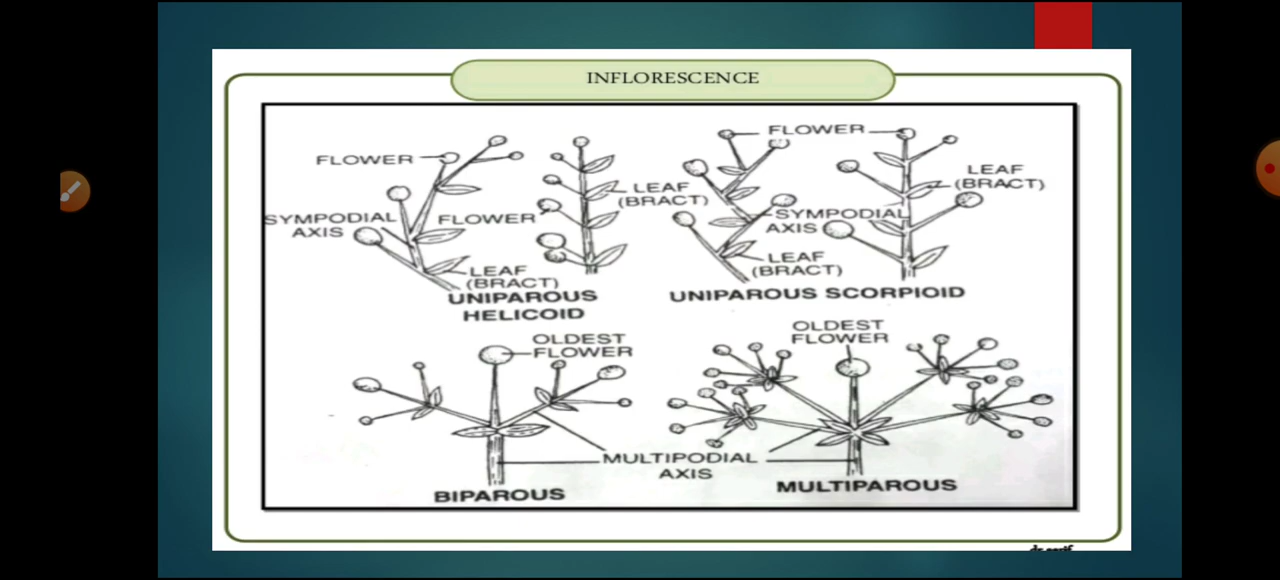 INFLORESCENCE
FLOWER
SYMPODIAL
AXIS
LEAF
(BRACT)
FLOWER
LEAF
(BRACT)
UNIPAROUS
HELICOID
FLOWER
LEAF
(BRACT)
SYMPODIAL
AXIS
LEAF
(BRACT)
UNIPAROUS SCORPIOID
OLDEST
FLOWER
BIPAROUS
OLDEST
FLOWER
MULTIPODIAL
AXIS
MULTIPAROUS